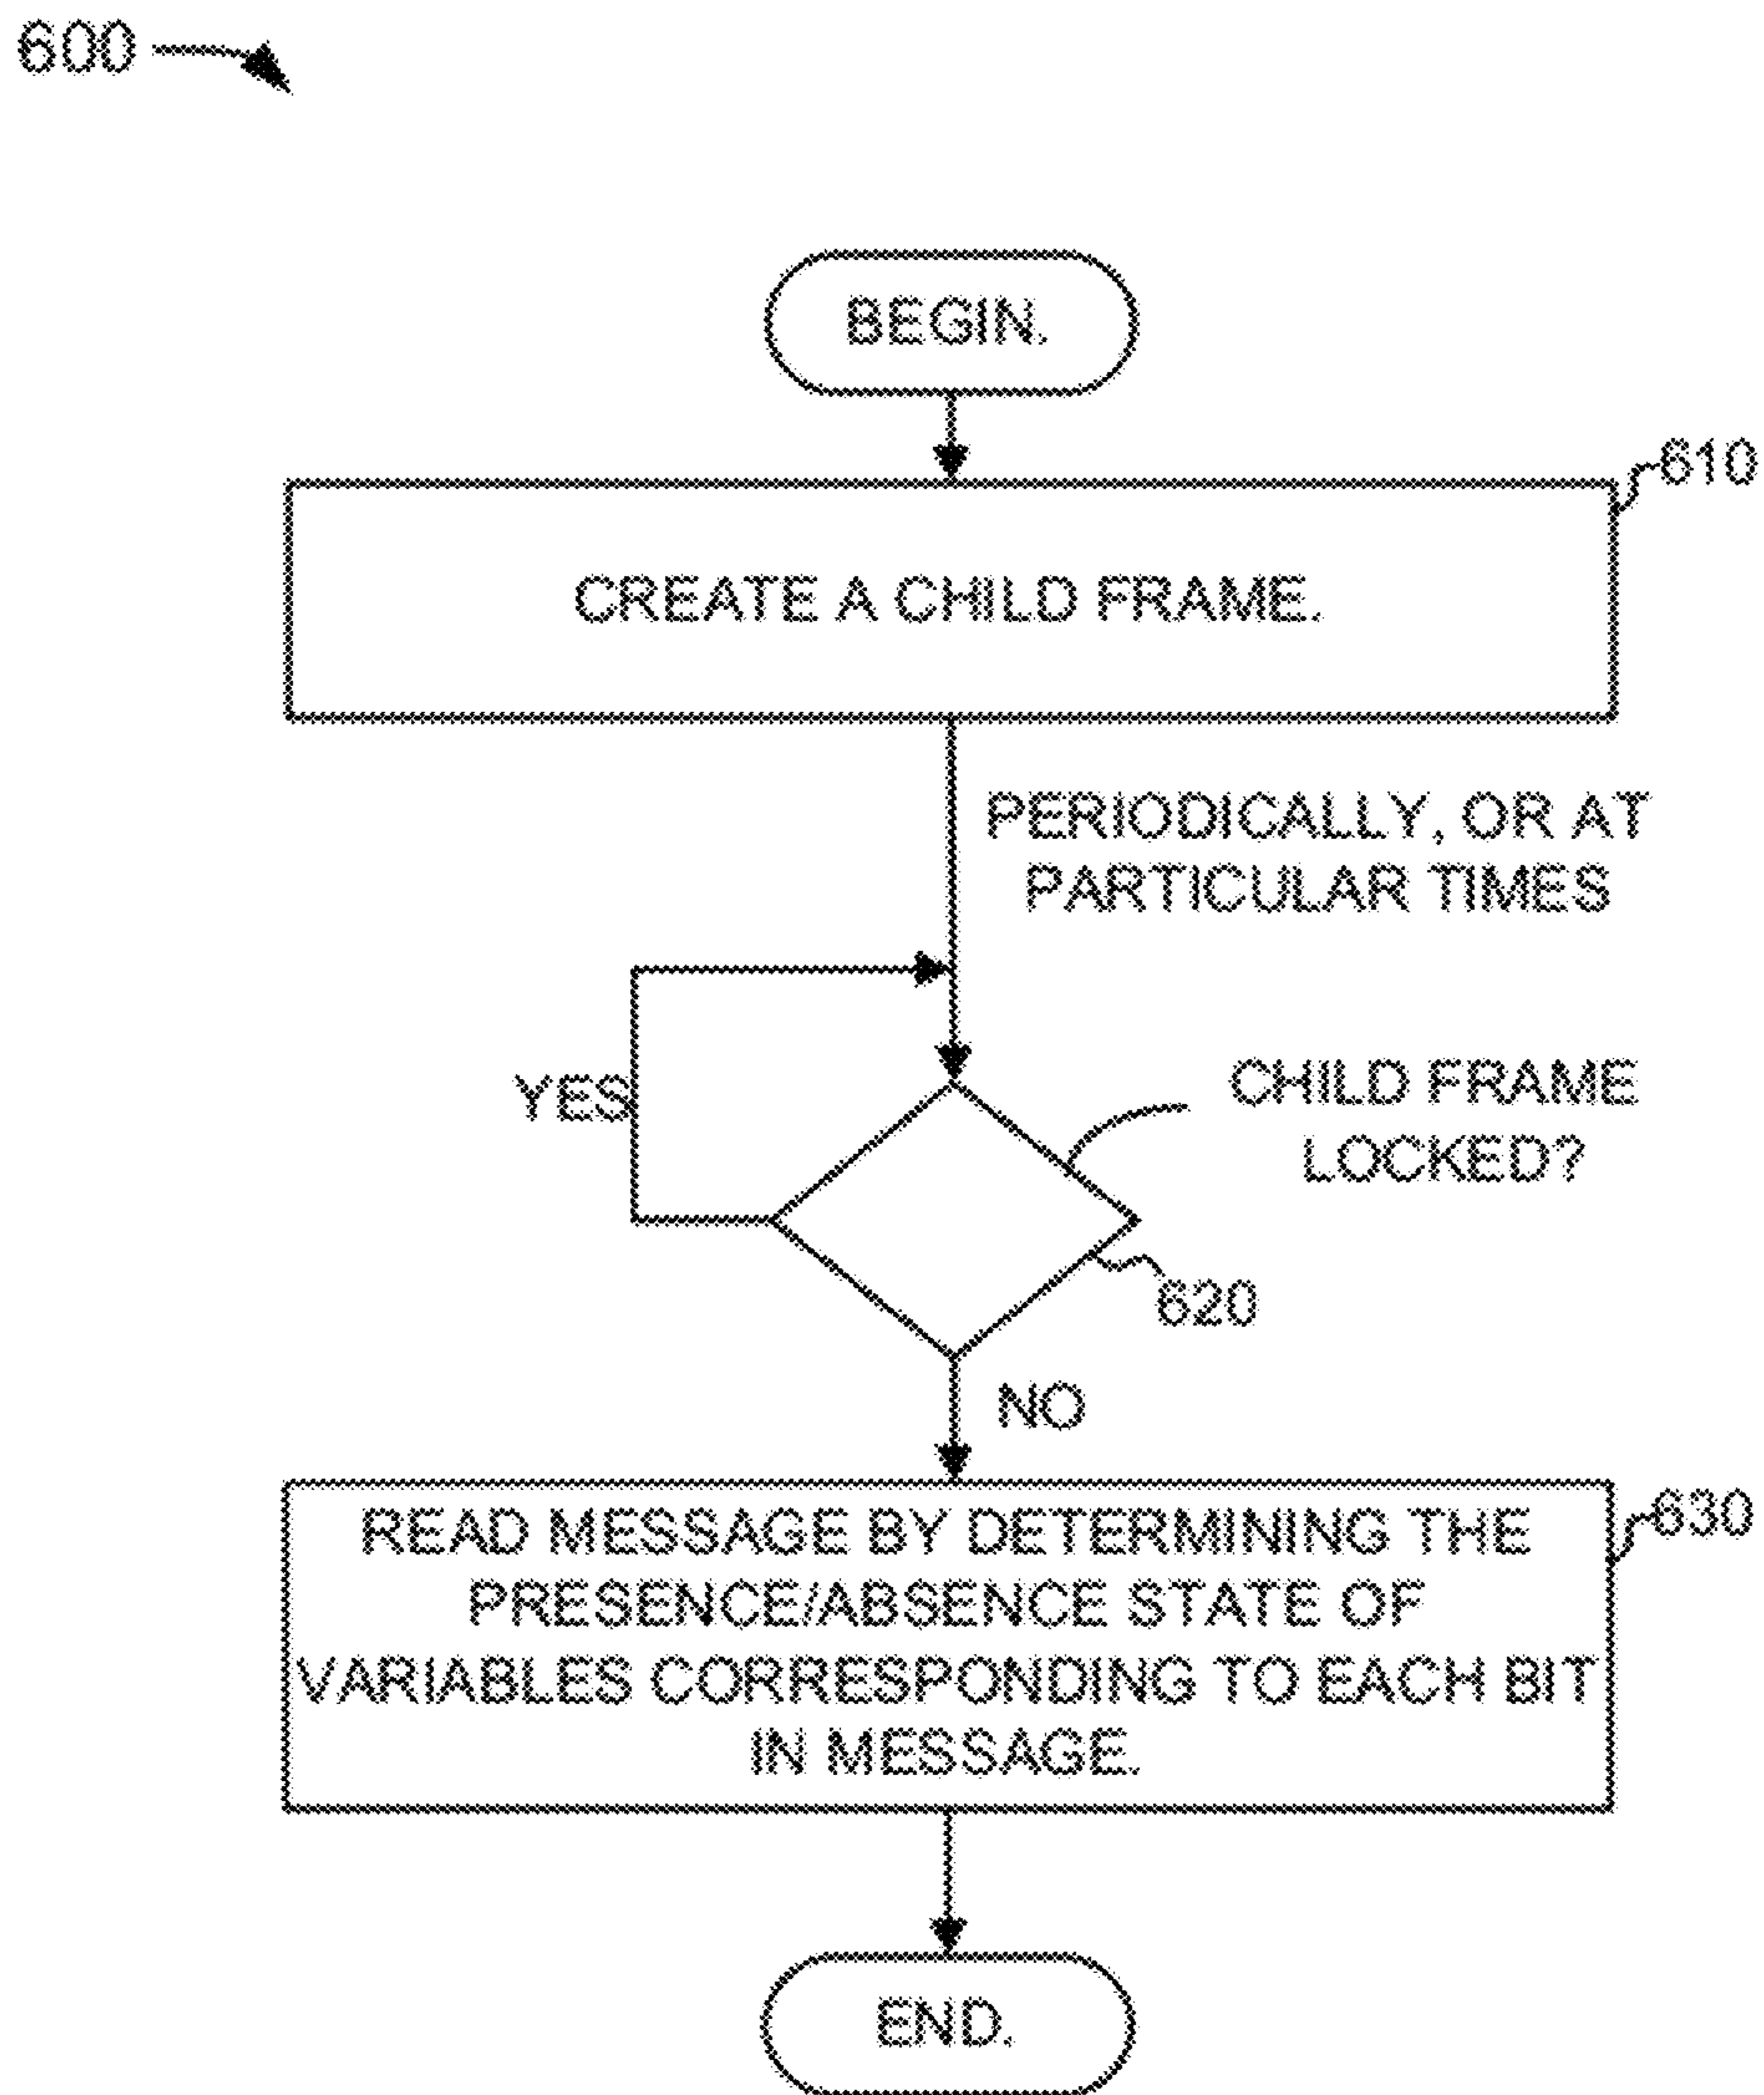 600
BEGIN.
610
CREATE A CHILD FRAME.
PERIODICALLY, OR AT
PARTICULAR TIMES
YES
CHILD FRAME
LOCKED?
620
NO
630
READ MESSAGE BY DETERMINING THE
PRESENCE/ABSENCE STATE OF
VARIABLES CORRESPONDING TO EACH BIT
IN MESSAGE.
END.